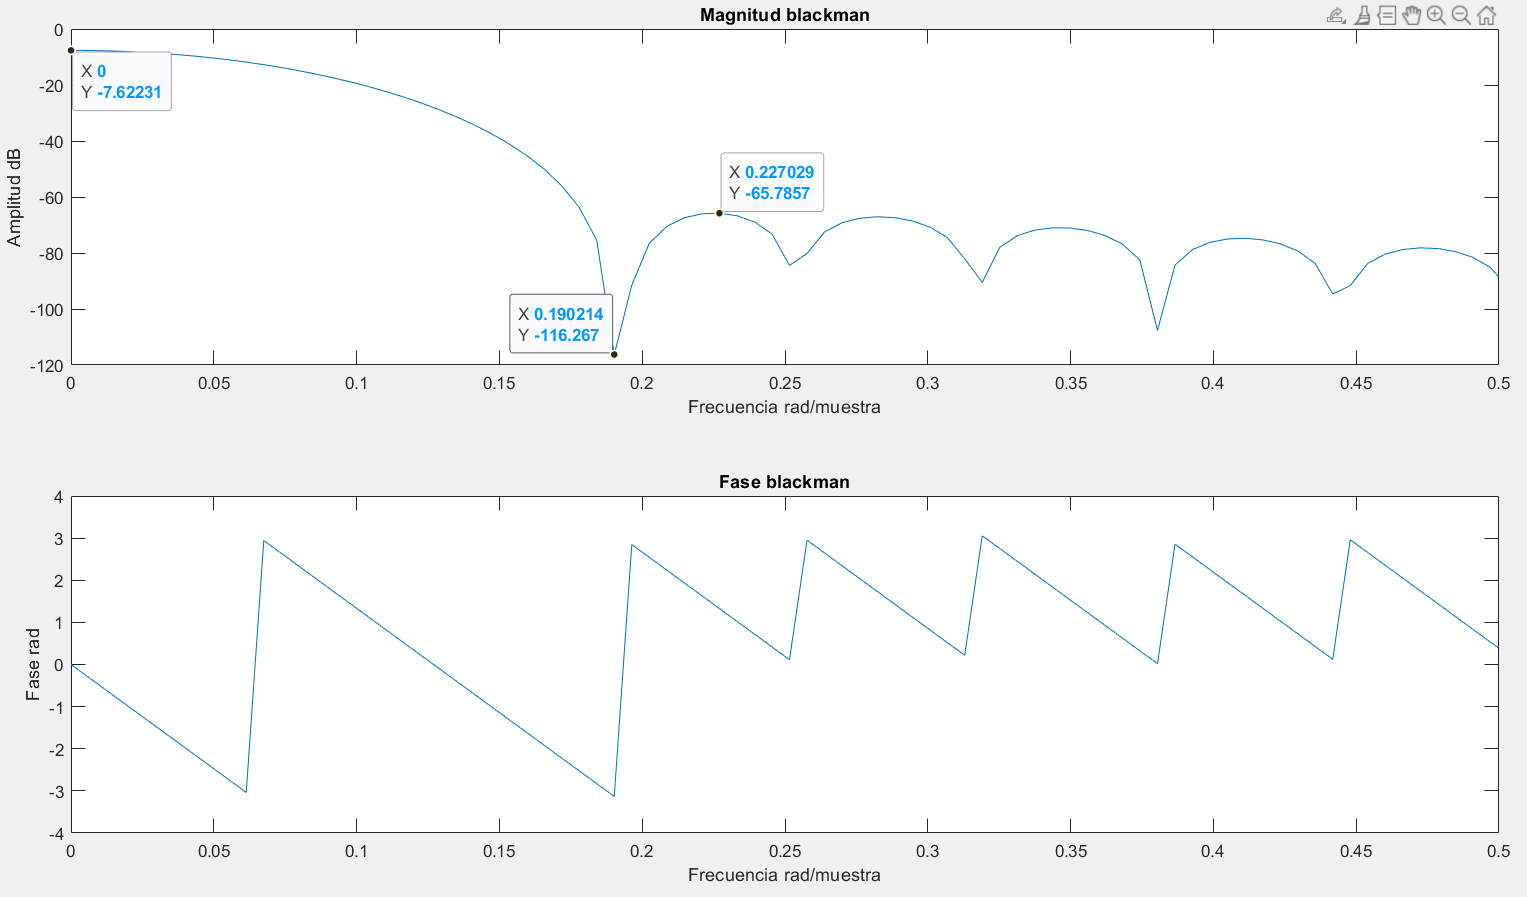 Magnitud blackman
0
-20
-40
-60
-80
-100
-120
Amplitud dB
X 0
Y -7.62231
X 0.227029
Y -65.7857
X 0.190214
Y -116.267
0 0.05 0.1 0.15 0.2 0.25 0.3 0.35 0.4 0.45 0.5
Frecuencia rad/muestra
Fase blackman
4
3
2
1
0
-1
-2
-3
-4
Fase rad
0 0.05 0.1 0.15 0.2 0.25 0.3 0.35 0.4 0.45 0.5
Frecuencia rad/muestra